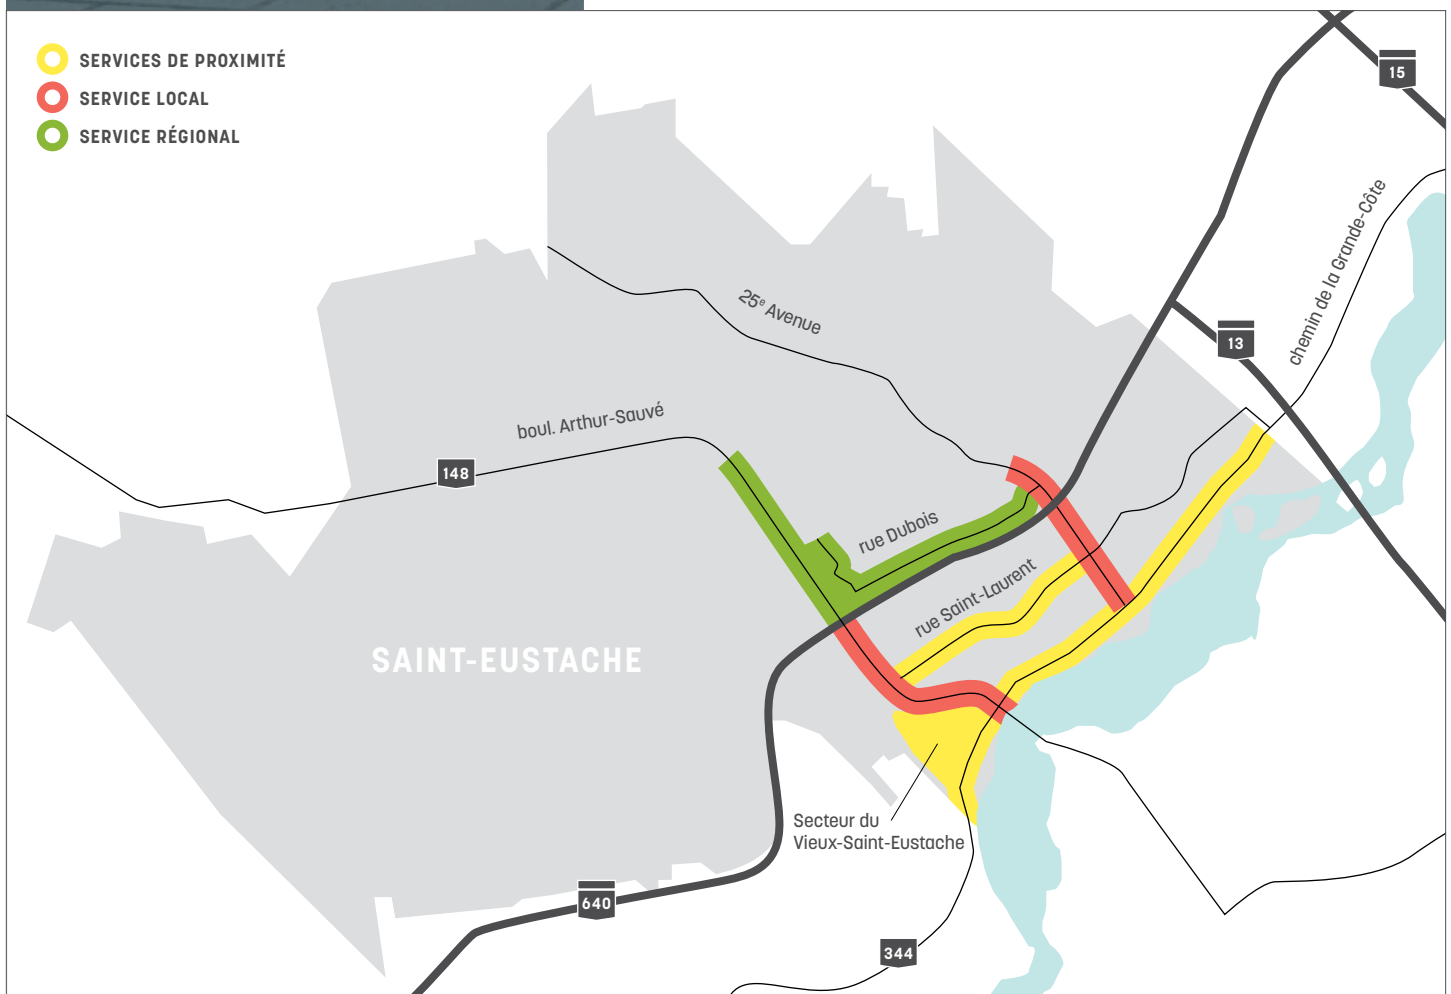 SERVICES DE PROXIMITÉ
SERVICE LOCAL
SERVICE RÉGIONAL
15
chemin de la Grande-Côte
25e Avenue
13
boul. Arthur-Sauvé
148
rue Dubois
rue Saint-Laurent
SAINT-EUSTACHE
Secteur du
Vieux-Saint-Eustache
640
344